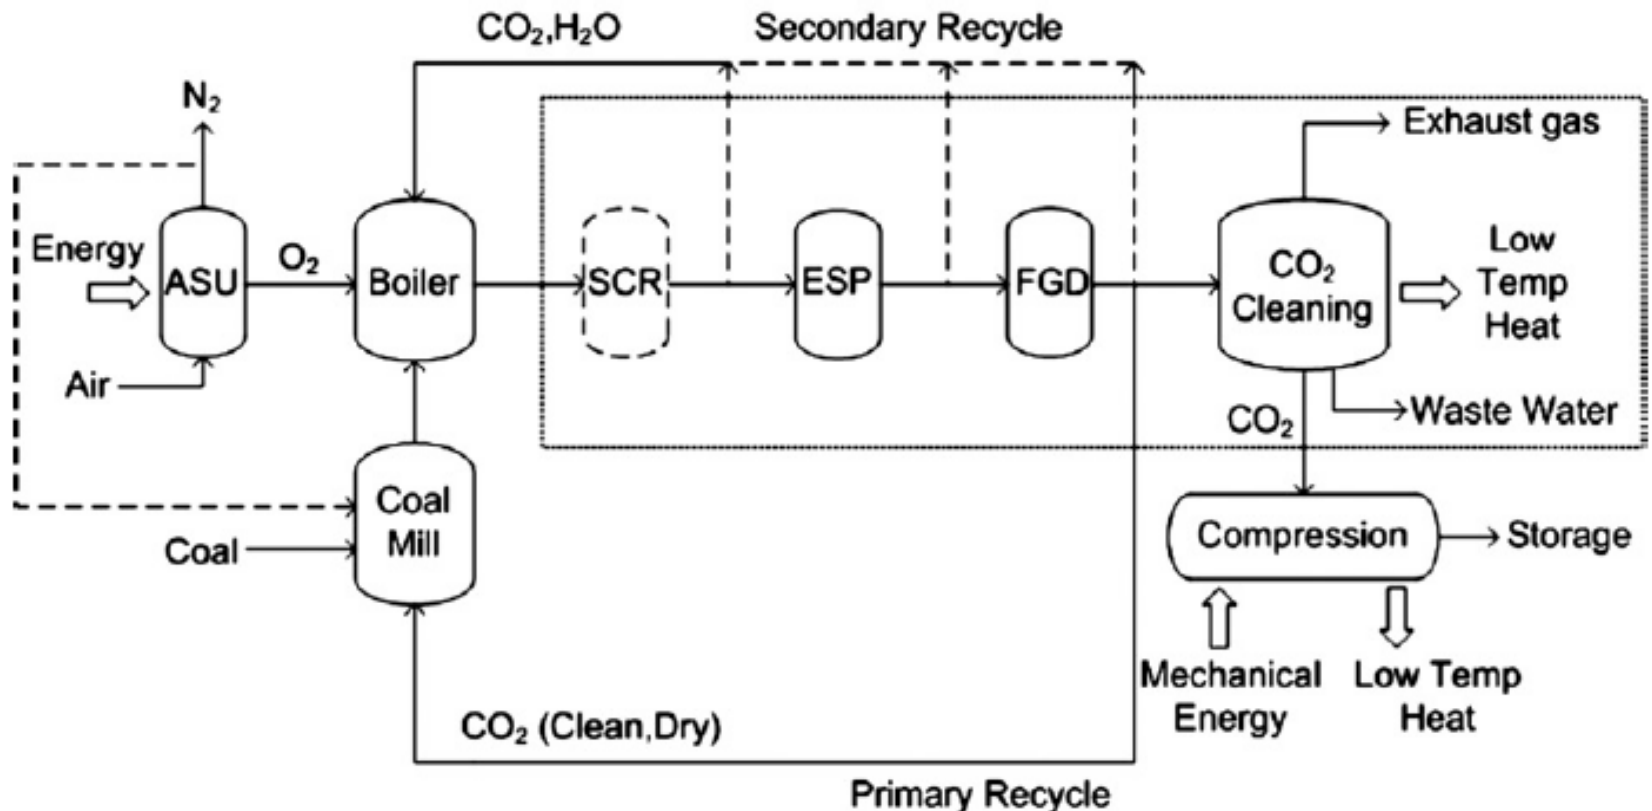 CO₂,H₂O
Secondary Recycle
N₂
Exhaust gas
Energy
ASU
O₂
Boiler
SCR
ESP
FGD
CO₂
Cleaning
Low
Temp
Heat
Air
CO₂
Waste Water
Coal
Mill
Coal
Compression
Storage
Mechanical
Energy
Low Temp
Heat
CO₂ (Clean,Dry)
Primary Recycle